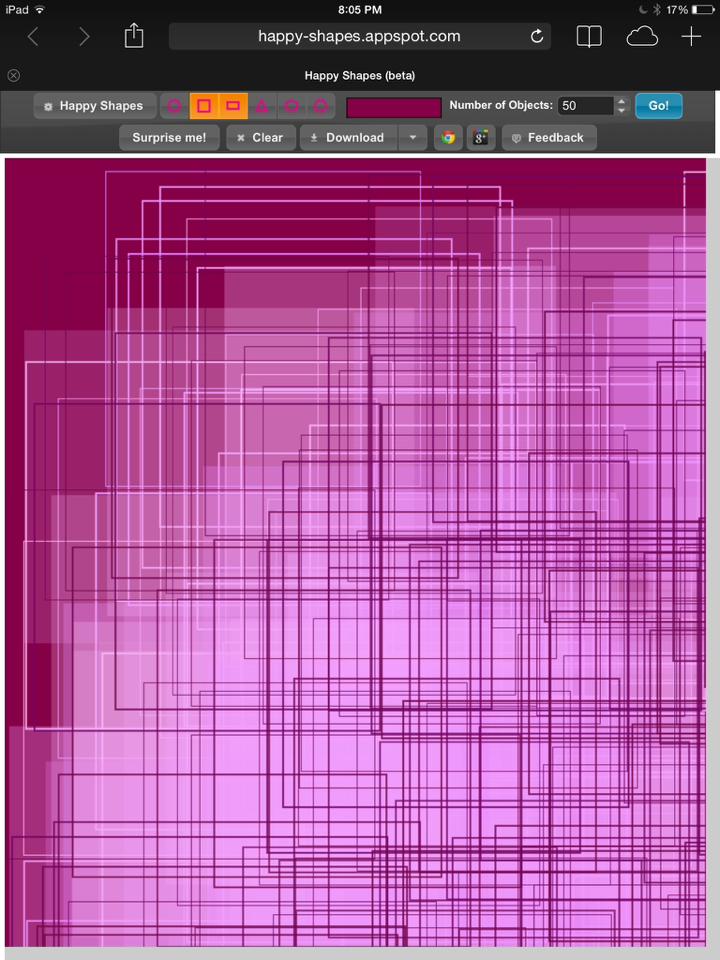 iPad 8:05 PM 17%
happy-shapes.appspot.com
Happy Shapes (beta)
Happy Shapes Number of Objects: 50 Go!
Surprise me! Clear Download g+ Feedback